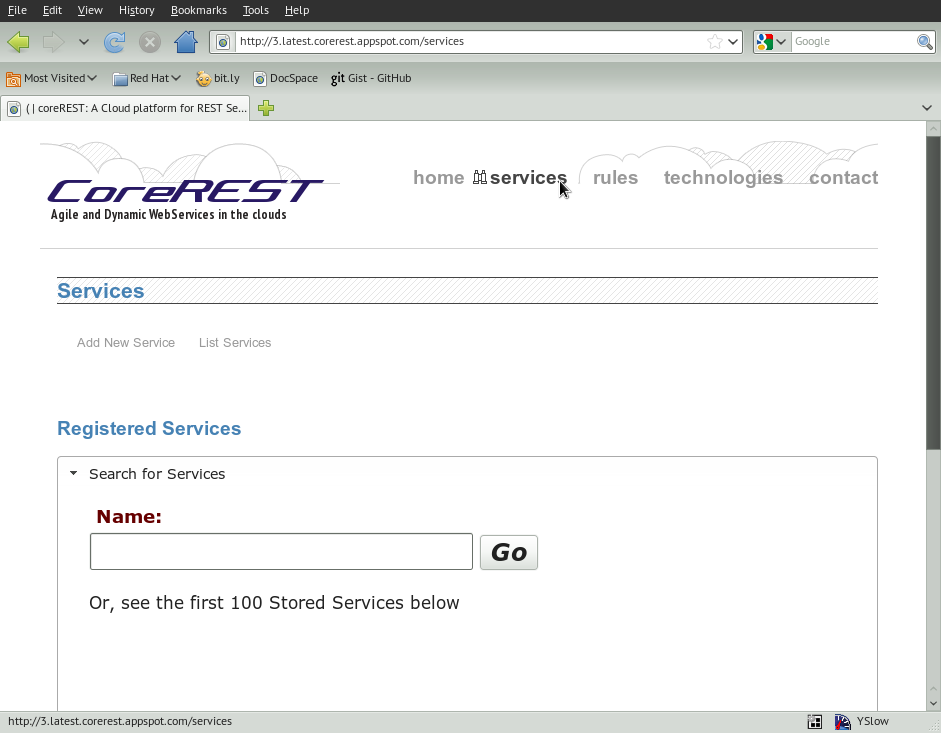 File Edit View History Bookmarks Tools Help
http://3.latest.corerest.appspot.com/services
Google
Most Visited Red Hat bit.ly DocSpace git Gist - GitHub
( | coreREST: A Cloud platform for REST Se...
CoreREST
Agile and Dynamic WebServices in the clouds
home services rules technologies contact
Services
Add New Service List Services
Registered Services
Search for Services
Name:
Go
Or, see the first 100 Stored Services below
http://3.latest.corerest.appspot.com/services YSlow